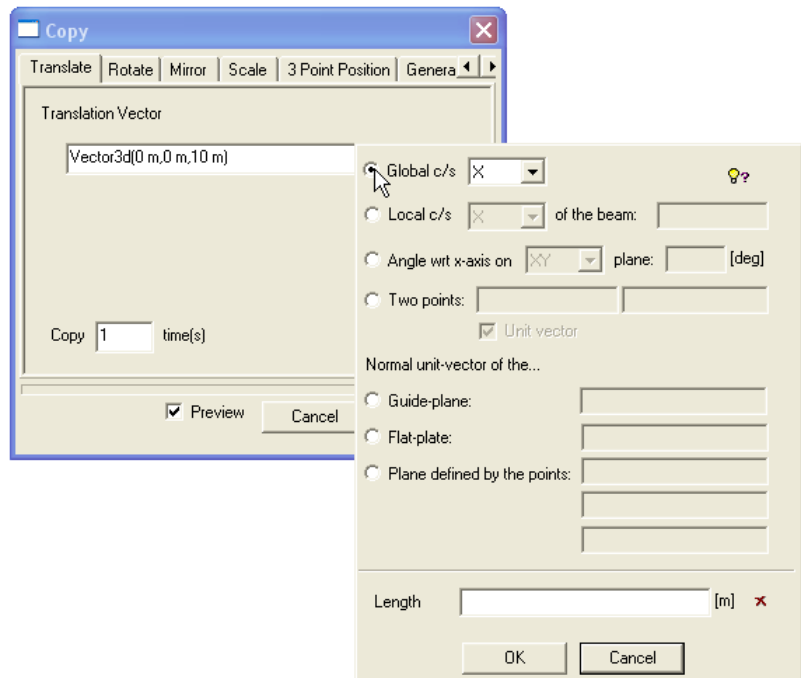 Copy
Translate Rotate Mirror Scale 3 Point Position Genera
Translation Vector
Vector3d(0 m,0 m,10 m)
Copy 1 time(s)
Preview Cancel
Global c/s X ?
Local c/s X of the beam:
Angle wrt x-axis on XY plane: [deg]
Two points:
Unit vector
Normal unit-vector of the...
Guide-plane:
Flat-plate:
Plane defined by the points:
Length [m]
OK Cancel